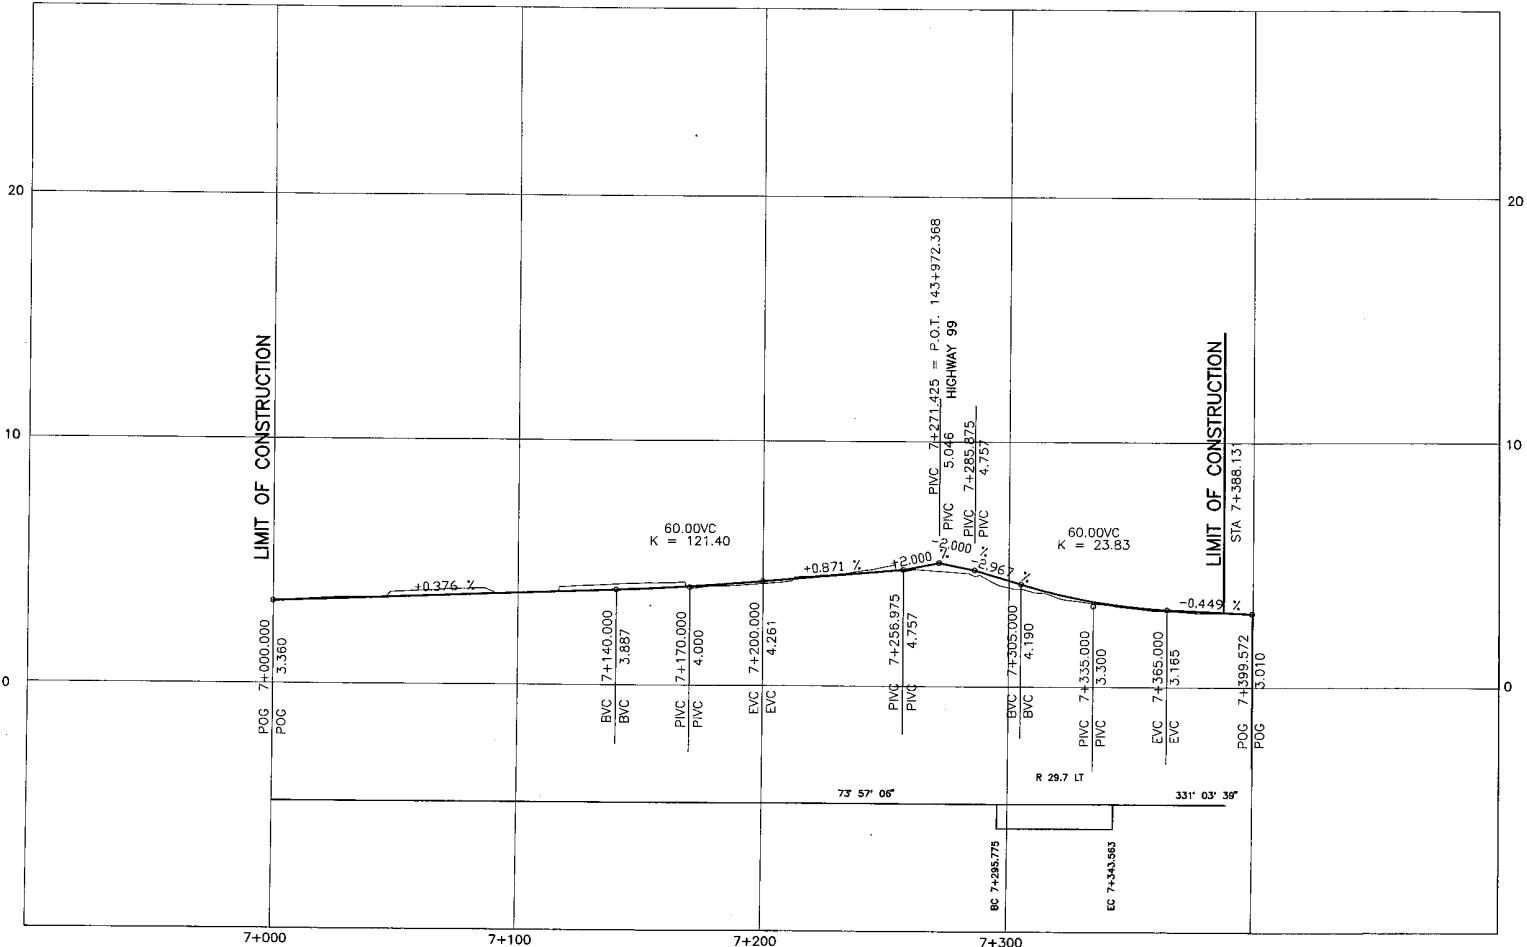 20
20
10
10
0
0
LIMIT OF CONSTRUCTION
PIVC 7+271.425 = P.O.T. 143+972.368
HIGHWAY 99
PIVC 5.046
PIVC 7+285.875
PIVC 4.757
LIMIT OF CONSTRUCTION
STA 7+388.131
60.00VC
K = 121.40
60.00VC
K = 23.83
+0.376 %
+0.871 %
+2.000 %
-2.000 %
-2.967 %
-0.449 %
POG 7+000.000
POG 3.360
BVC 7+140.000
BVC 3.887
PIVC 7+170.000
PIVC 4.000
EVC 7+200.000
EVC 4.261
PIVC 7+256.975
PIVC 4.757
BVC 7+305.000
BVC 4.190
PIVC 7+335.000
PIVC 3.300
EVC 7+365.000
EVC 3.165
POG 7+399.572
POG 3.010
R 29.7 LT
73° 57' 06"
331° 03' 39"
BC 7+295.775
EC 7+343.563
7+000
7+100
7+200
7+300